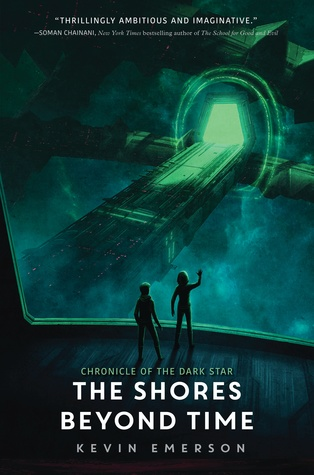 "THRILLINGLY AMBITIOUS AND IMAGINATIVE."
—SOMAN CHAINANI, New York Times bestselling author of The School for Good and Evil
CHRONICLE OF THE DARK STAR
THE SHORES
BEYOND TIME
KEVIN EMERSON